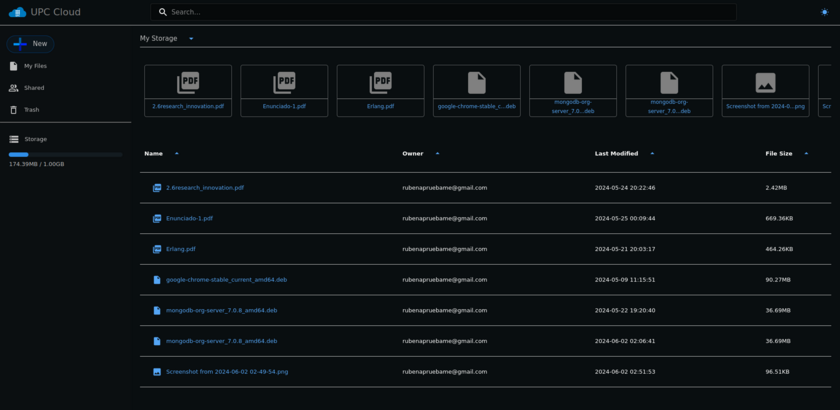 UPC Cloud
Search...
New
My Files
Shared
Trash
Storage
174.39MB / 1.00GB
My Storage
2.6research_innovation.pdf
Enunciado-1.pdf
Erlang.pdf
google-chrome-stable_c...deb
mongodb-org-
server_7.0...deb
mongodb-org-
server_7.0...deb
Screenshot from 2024-0...png
Scr
Name Owner Last Modified File Size
2.6research_innovation.pdf rubenapruebame@gmail.com 2024-05-24 20:22:46 2.42MB
Enunciado-1.pdf rubenapruebame@gmail.com 2024-05-25 00:09:44 669.36KB
Erlang.pdf rubenapruebame@gmail.com 2024-05-21 20:03:17 464.26KB
google-chrome-stable_current_amd64.deb rubenapruebame@gmail.com 2024-05-09 11:15:51 90.27MB
mongodb-org-server_7.0.8_amd64.deb rubenapruebame@gmail.com 2024-05-22 19:20:40 36.69MB
mongodb-org-server_7.0.8_amd64.deb rubenapruebame@gmail.com 2024-06-02 02:06:41 36.69MB
Screenshot from 2024-06-02 02-49-54.png rubenapruebame@gmail.com 2024-06-02 02:51:53 96.51KB